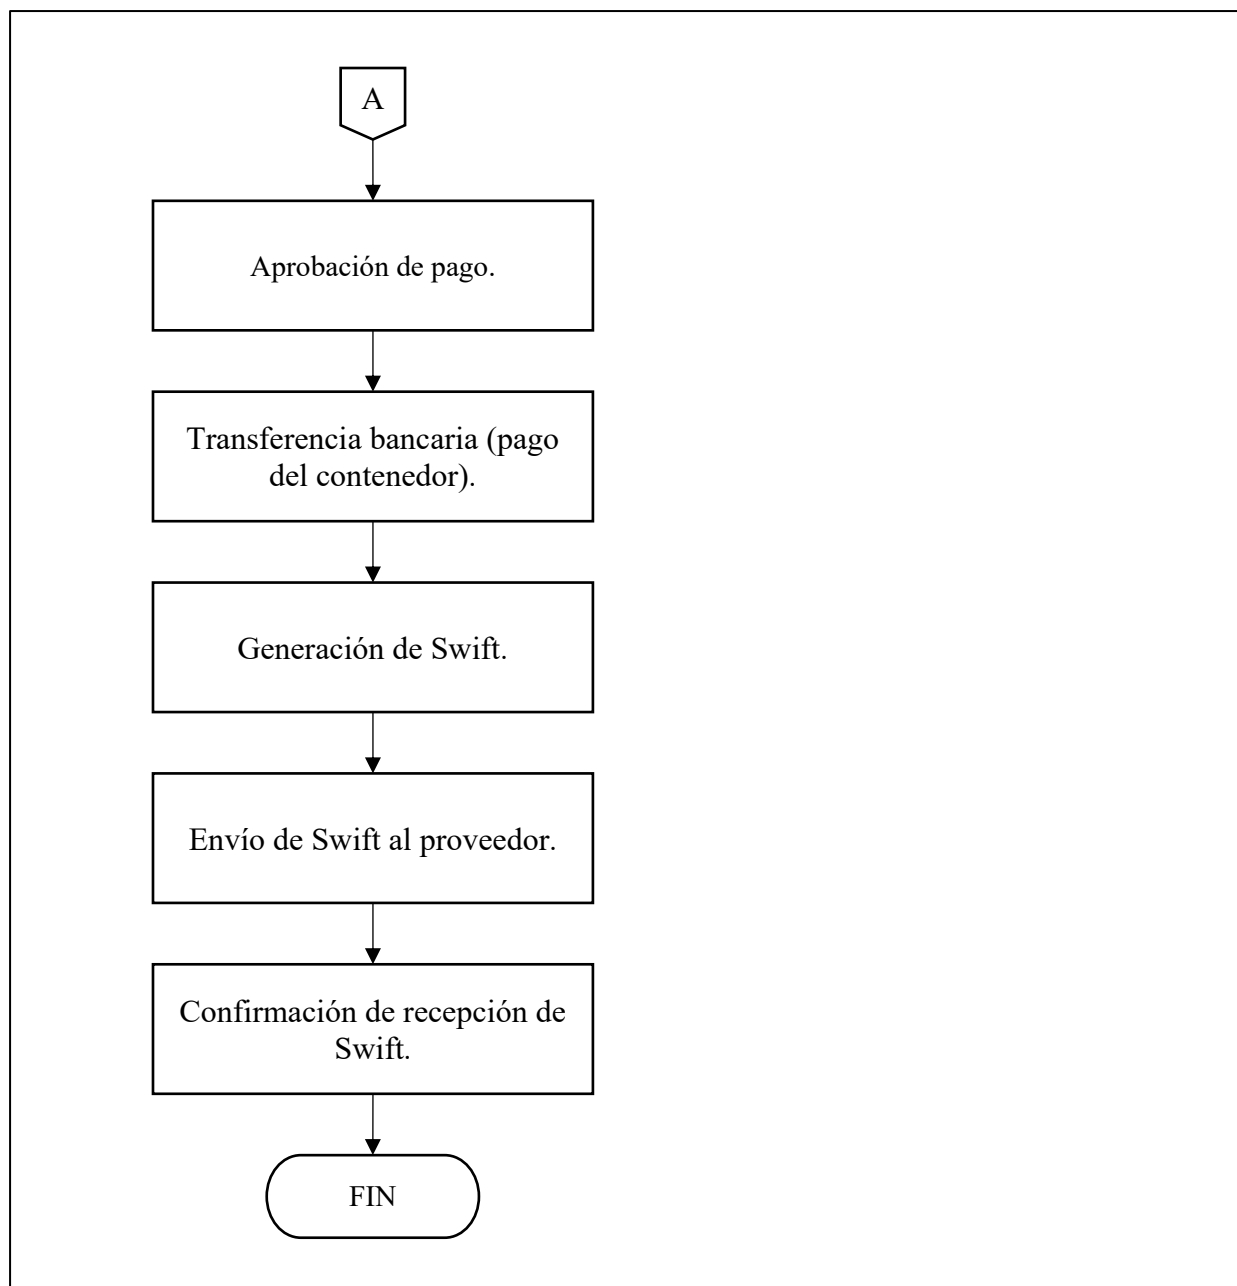 A
Aprobación de pago.
Transferencia bancaria (pago
del contenedor).
Generación de Swift.
Envío de Swift al proveedor.
Confirmación de recepción de
Swift.
FIN